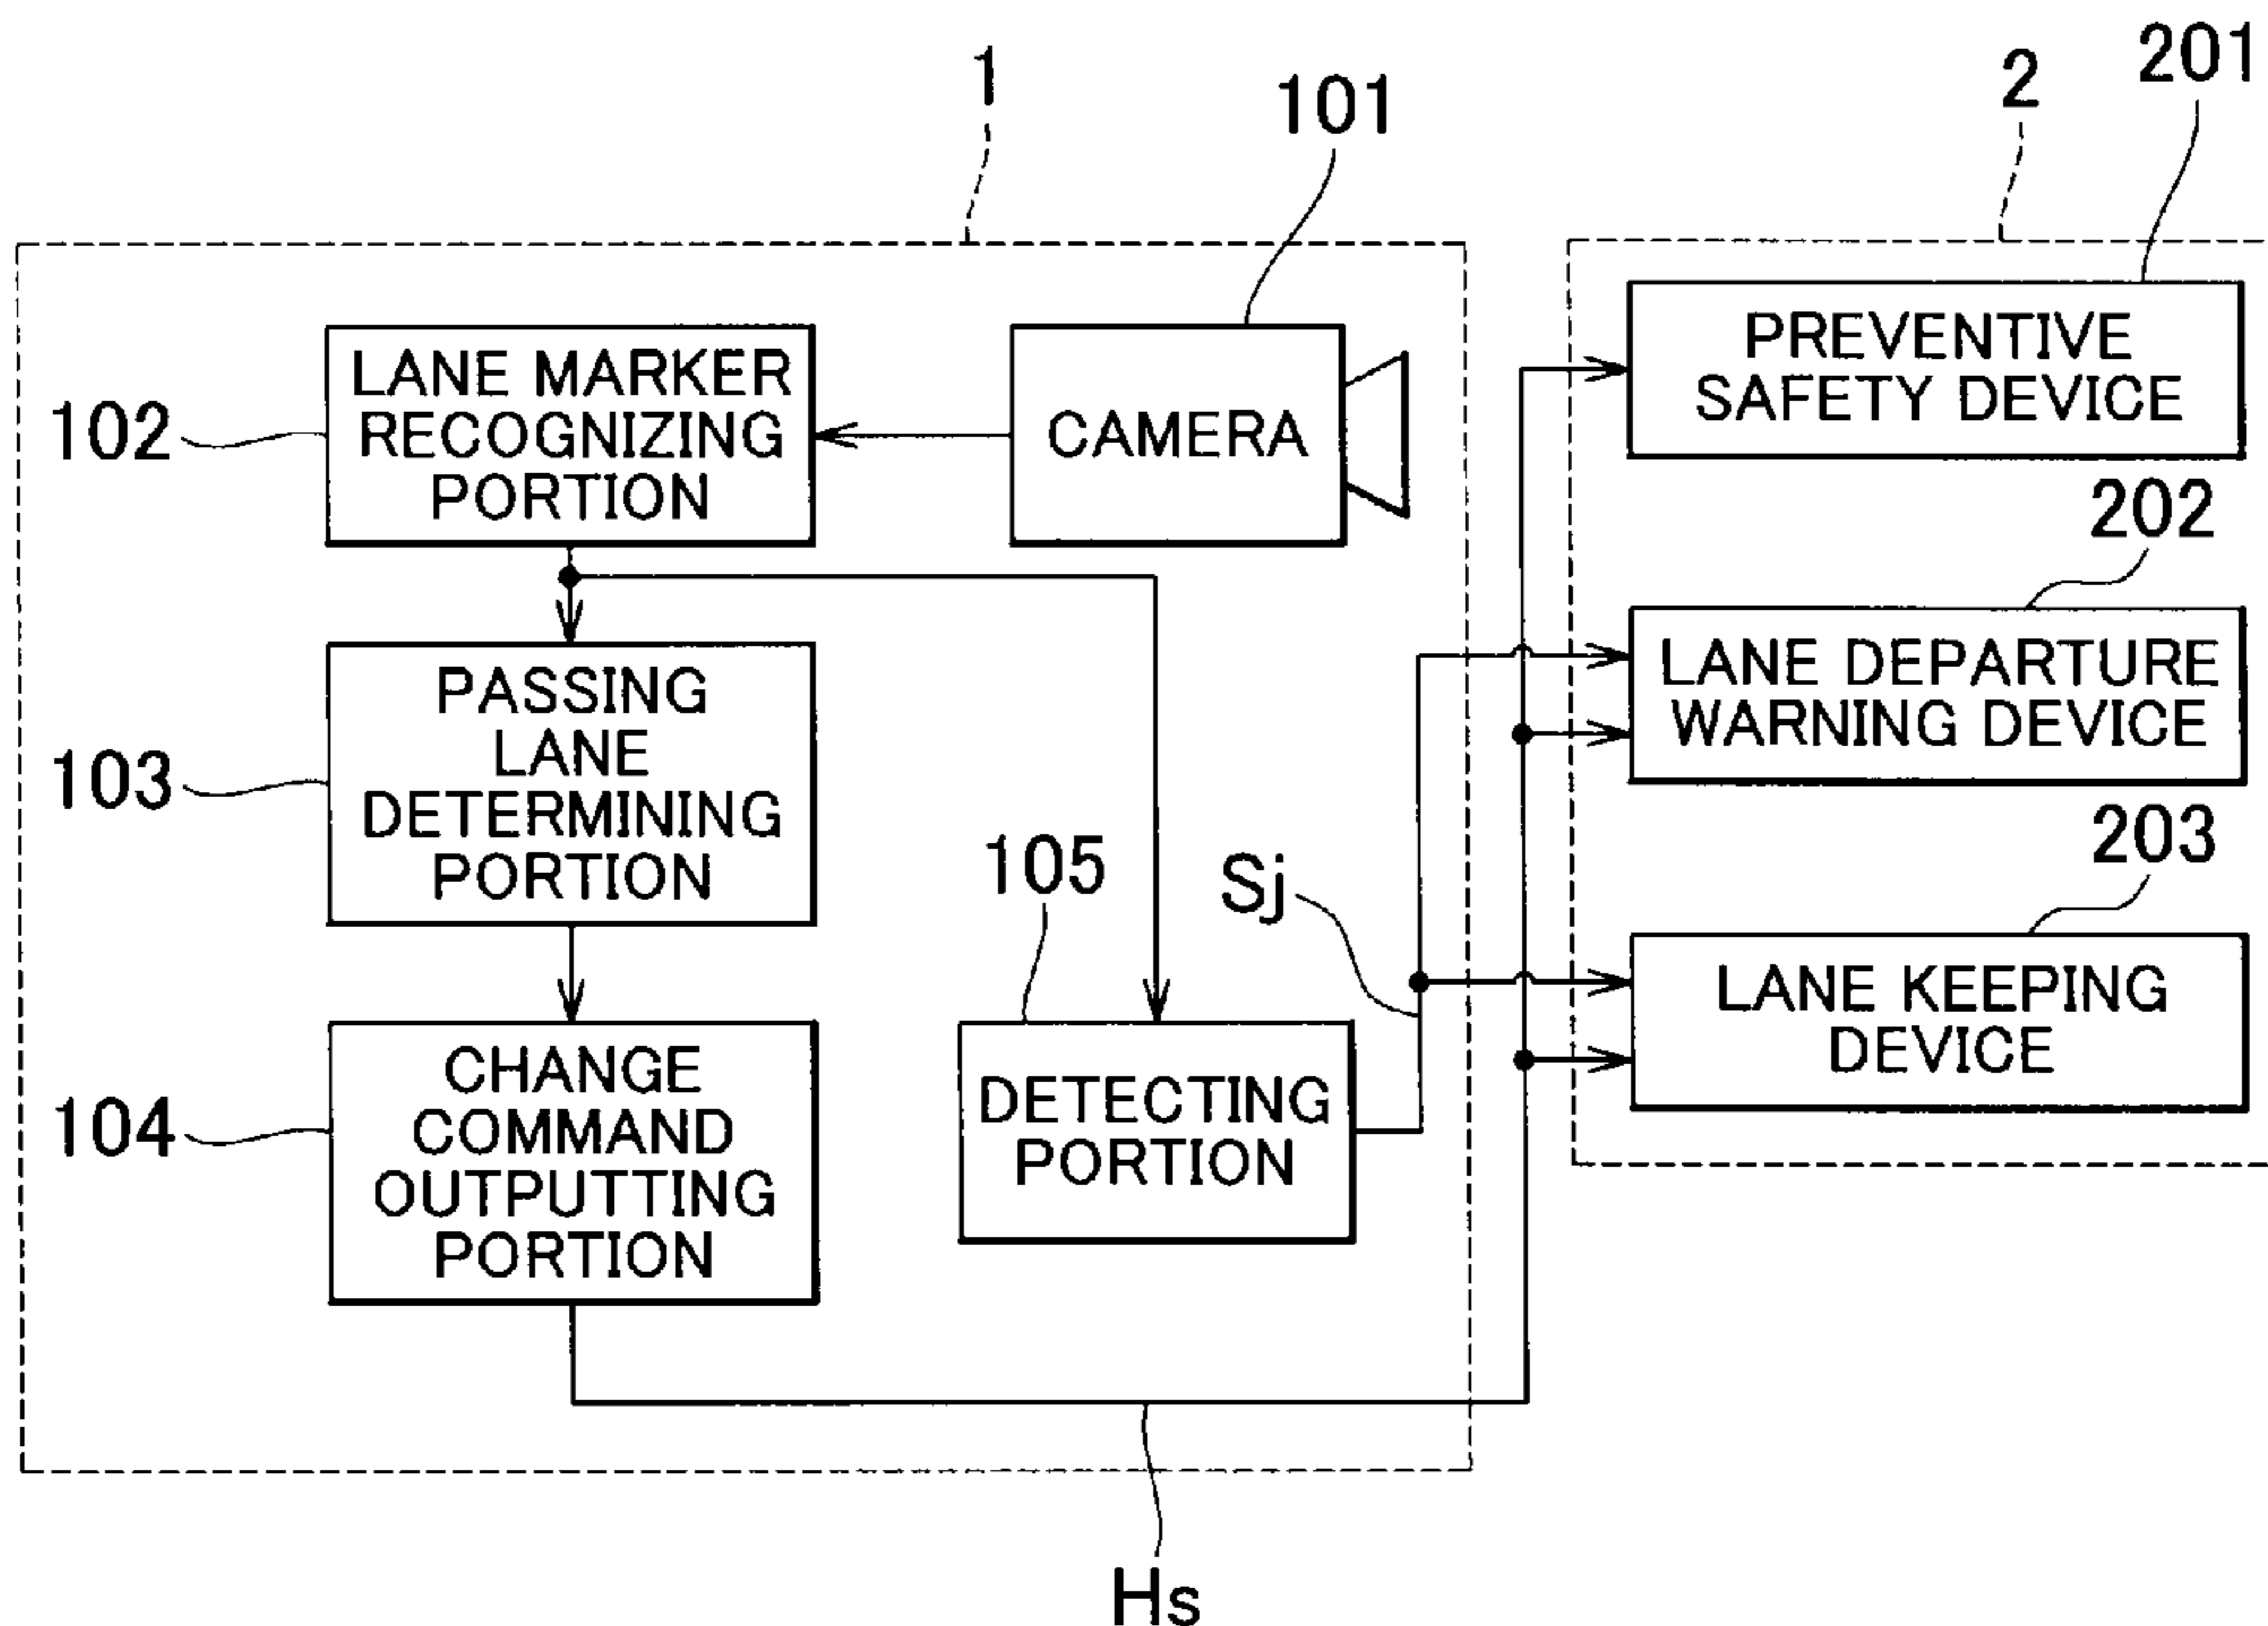 1
101
2
201
LANE MARKER
RECOGNIZING
PORTION
102
CAMERA
PREVENTIVE
SAFETY DEVICE
202
LANE DEPARTURE
WARNING DEVICE
PASSING
LANE
DETERMINING
PORTION
103
105
Sj
203
LANE KEEPING
DEVICE
CHANGE
COMMAND
OUTPUTTING
PORTION
104
DETECTING
PORTION
Hs